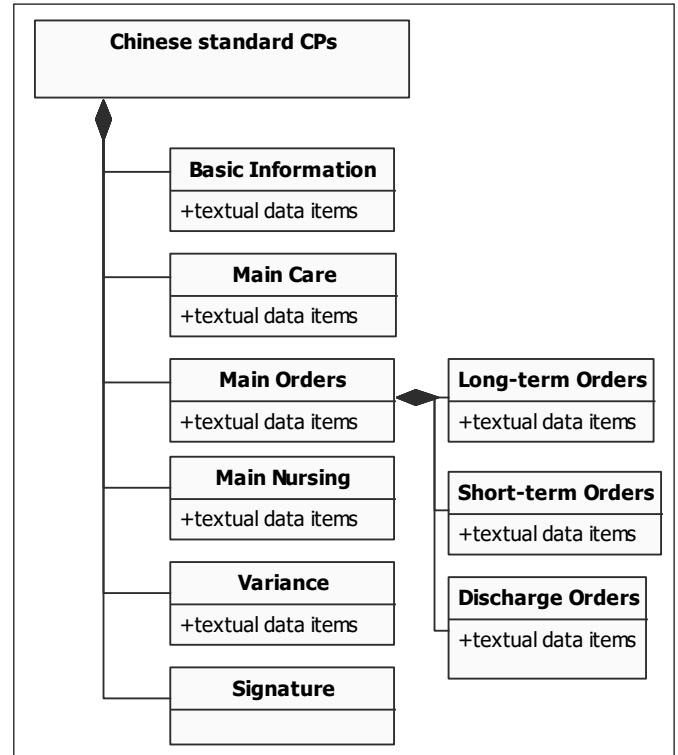 Chinese standard CPs
Basic Information
+textual data items
Main Care
+textual data items
Main Orders
+textual data items
Long-term Orders
+textual data items
Main Nursing
+textual data items
Short-term Orders
+textual data items
Variance
+textual data items
Discharge Orders
+textual data items
Signature